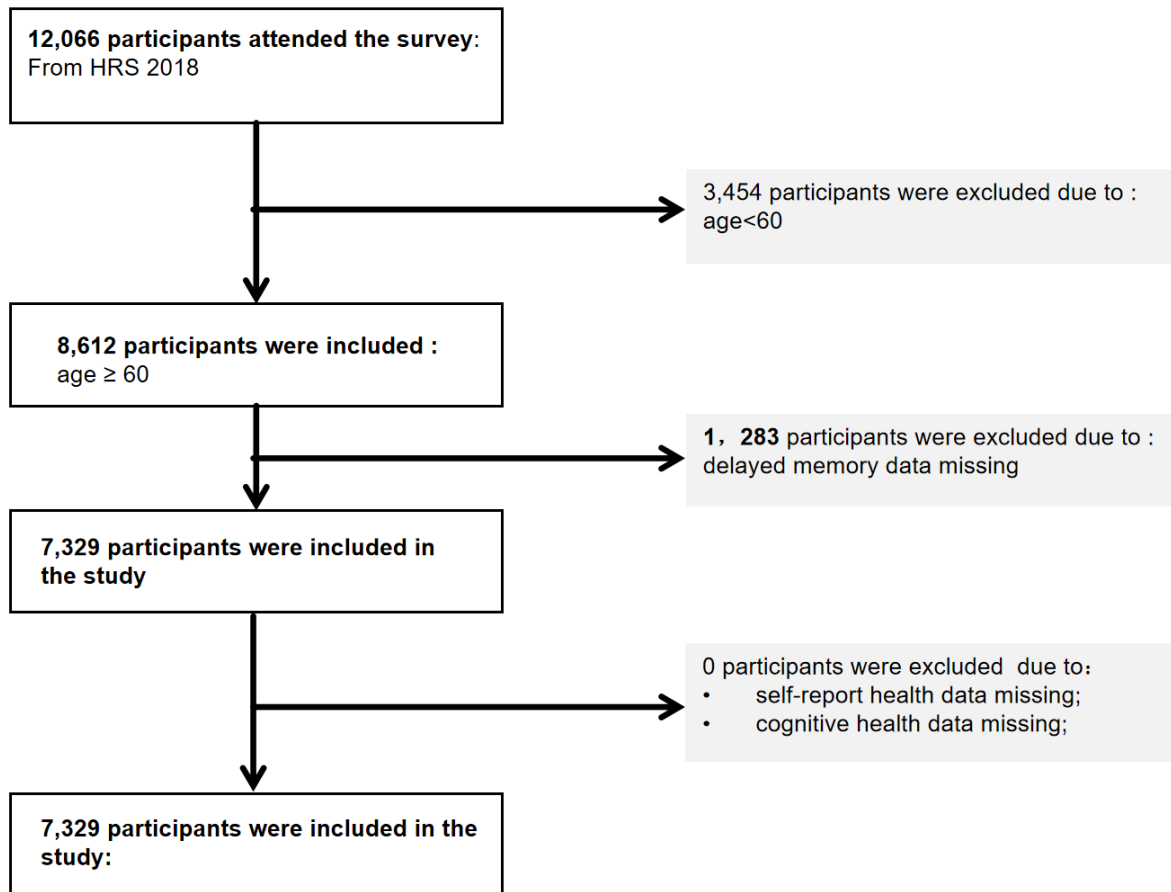 12,066 participants attended the survey:
From HRS 2018
3,454 participants were excluded due to :
age<60
8,612 participants were included :
age ≥ 60
1，283 participants were excluded due to :
delayed memory data missing
7,329 participants were included in
the study
0 participants were excluded  due to：
• self-report health data missing;
• cognitive health data missing;
7,329 participants were included in the
study: